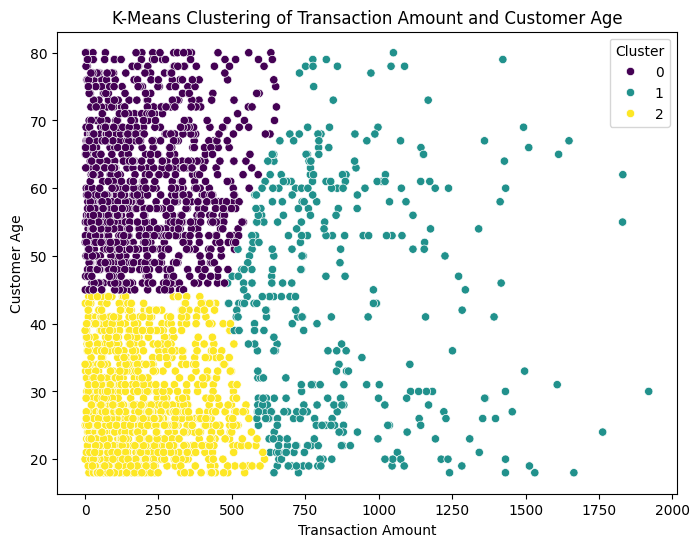 K-Means Clustering of Transaction Amount and Customer Age
Cluster
0
1
2
80
70
60
50
40
30
20
Customer Age
0 250 500 750 1000 1250 1500 1750 2000
Transaction Amount